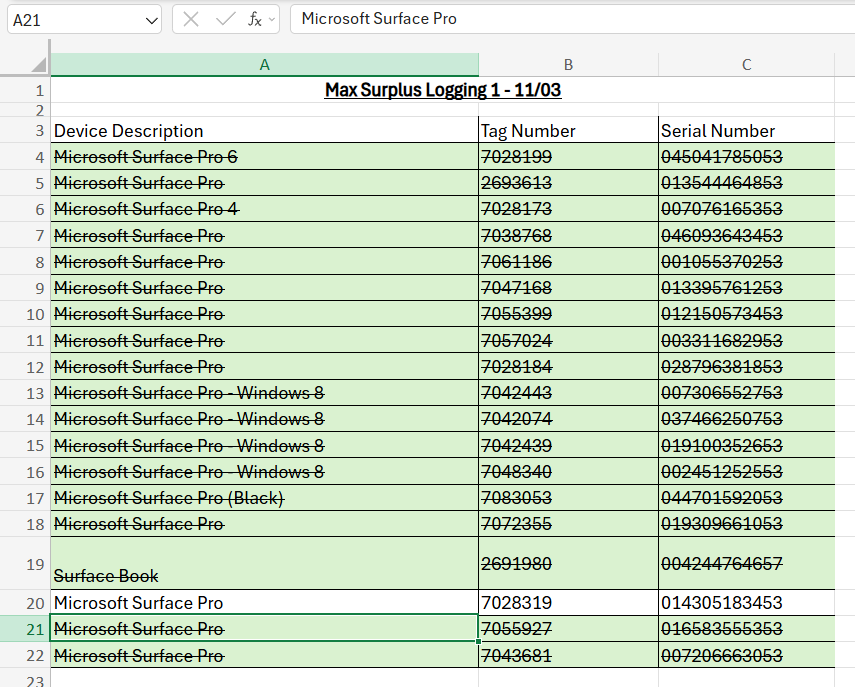 A21 fx Microsoft Surface Pro
A B C
1 Max Surplus Logging 1 - 11/03
2
3 Device Description Tag Number Serial Number
4 Microsoft Surface Pro 6 7028199 045041785053
5 Microsoft Surface Pro 2693613 013544464853
6 Microsoft Surface Pro 4 7028173 007076165353
7 Microsoft Surface Pro 7038768 046093643453
8 Microsoft Surface Pro 7061186 001055370253
9 Microsoft Surface Pro 7047168 013395761253
10 Microsoft Surface Pro 7055399 012150573453
11 Microsoft Surface Pro 7057024 003311682953
12 Microsoft Surface Pro 7028184 028796381853
13 Microsoft Surface Pro - Windows 8 7042443 007306552753
14 Microsoft Surface Pro - Windows 8 7042074 037466250753
15 Microsoft Surface Pro - Windows 8 7042439 019100352653
16 Microsoft Surface Pro - Windows 8 7048340 002451252553
17 Microsoft Surface Pro (Black) 7083053 044701592053
18 Microsoft Surface Pro 7072355 019309661053
19 Surface Book 2691980 004244764657
20 Microsoft Surface Pro 7028319 014305183453
21 Microsoft Surface Pro 7055927 016583555353
22 Microsoft Surface Pro 7043681 007206663053
23